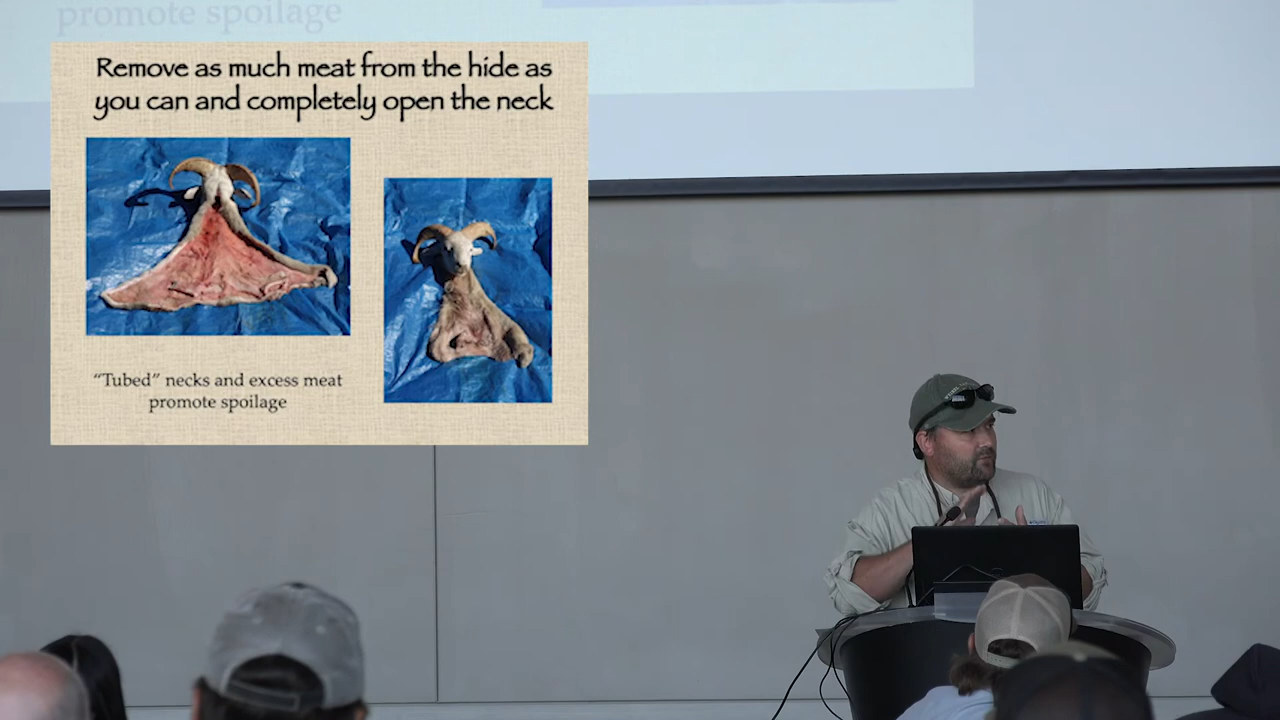 promote spoilage
Remove as much meat from the hide as
you can and completely open the neck
“Tubed” necks and excess meat
promote spoilage